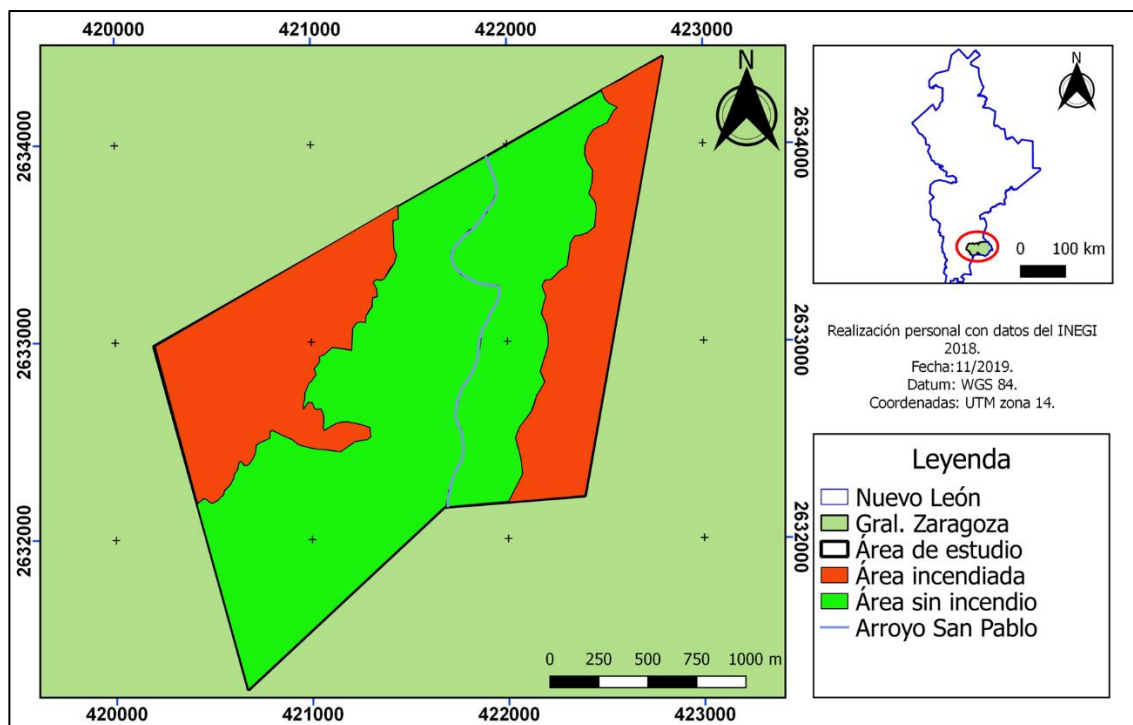 420000 421000 422000 423000
N
2634000
2633000
2632000
2634000
2633000
2632000
0 250 500 750 1000 m
420000 421000 422000 423000
N
0 100 km
Realización personal con datos del INEGI
2018.
Fecha:11/2019.
Datum: WGS 84.
Coordenadas: UTM zona 14.
Leyenda
Nuevo León
Gral. Zaragoza
Área de estudio
Área incendiada
Área sin incendio
Arroyo San Pablo